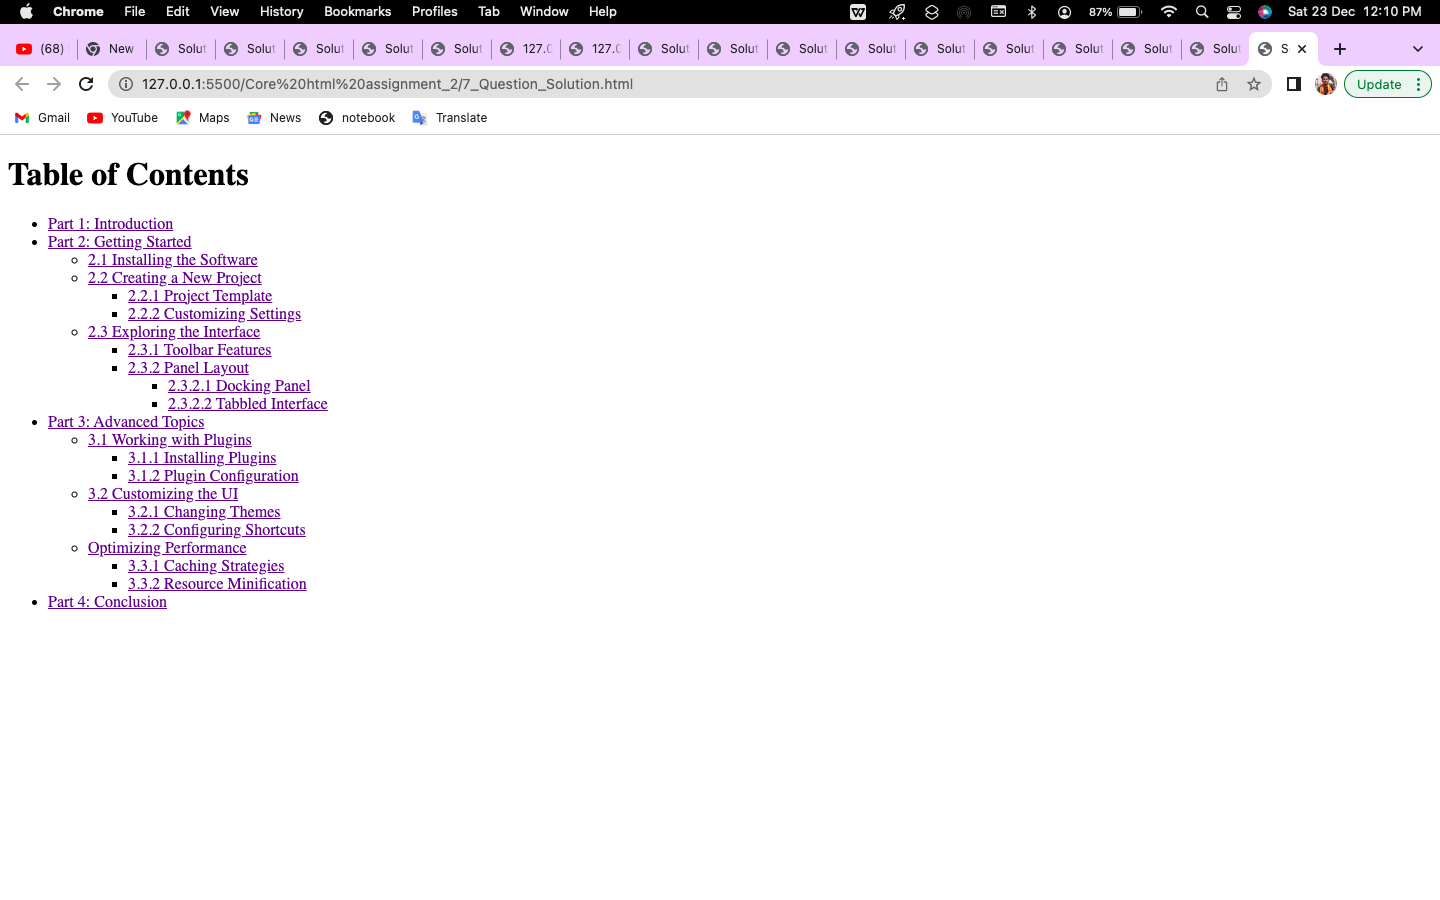 Chrome File Edit View History Bookmarks Profiles Tab Window Help 87% Sat 23 Dec 12:10 PM
(68) New Solut Solut Solut Solut Solut 127.0 127.0 Solut Solut Solut Solut Solut Solut Solut Solut Solut S
127.0.0.1:5500/Core%20html%20assignment_2/7_Question_Solution.html Update
Gmail YouTube Maps News notebook Translate
Table of Contents
Part 1: Introduction
Part 2: Getting Started
2.1 Installing the Software
2.2 Creating a New Project
2.2.1 Project Template
2.2.2 Customizing Settings
2.3 Exploring the Interface
2.3.1 Toolbar Features
2.3.2 Panel Layout
2.3.2.1 Docking Panel
2.3.2.2 Tabbled Interface
Part 3: Advanced Topics
3.1 Working with Plugins
3.1.1 Installing Plugins
3.1.2 Plugin Configuration
3.2 Customizing the UI
3.2.1 Changing Themes
3.2.2 Configuring Shortcuts
Optimizing Performance
3.3.1 Caching Strategies
3.3.2 Resource Minification
Part 4: Conclusion